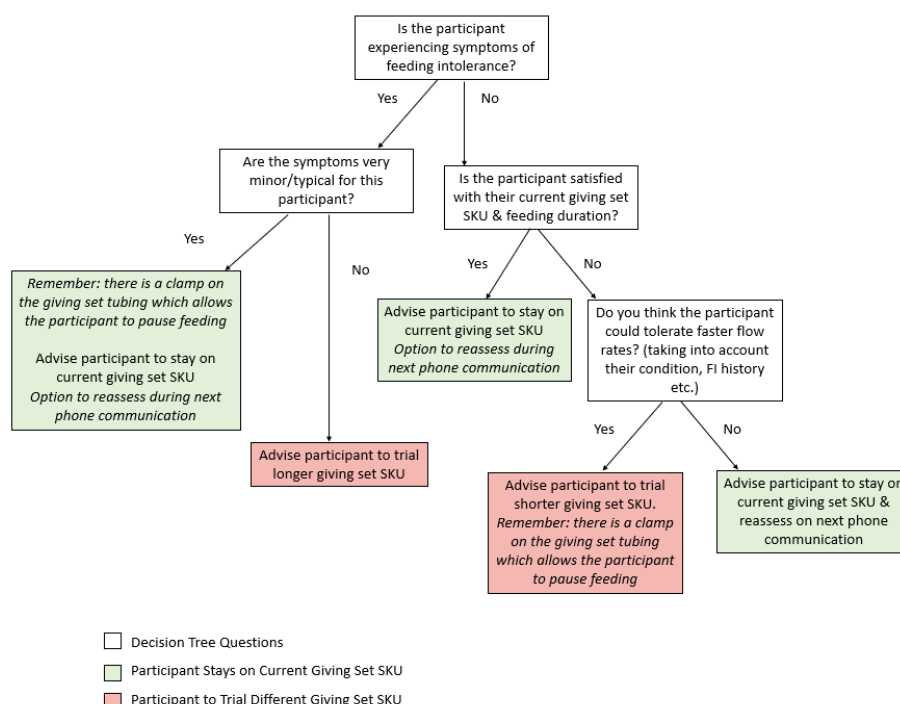 Is the participant
experiencing symptoms of
feeding intolerance?
Yes
No
Are the symptoms very
minor/typical for this
participant?
Is the participant satisfied
with their current giving set
SKU & feeding duration?
Yes
No
Yes
No
Remember: there is a clamp on
the giving set tubing which allows
the participant to pause feeding
Advise participant to stay on
current giving set SKU
Option to reassess during next
phone communication
Advise participant to stay on
current giving set SKU
Option to reassess during
next phone communication
Do you think the participant
could tolerate faster flow
rates? (taking into account
their condition, FI history
etc.)
Yes
No
Advise participant to trial
longer giving set SKU
Advise participant to trial
shorter giving set SKU.
Remember: there is a clamp
on the giving set tubing
which allows the participant
to pause feeding
Advise participant to stay on
current giving set SKU &
reassess on next phone
communication
Decision Tree Questions
Participant Stays on Current Giving Set SKU
Participant to Trial Different Giving Set SKU